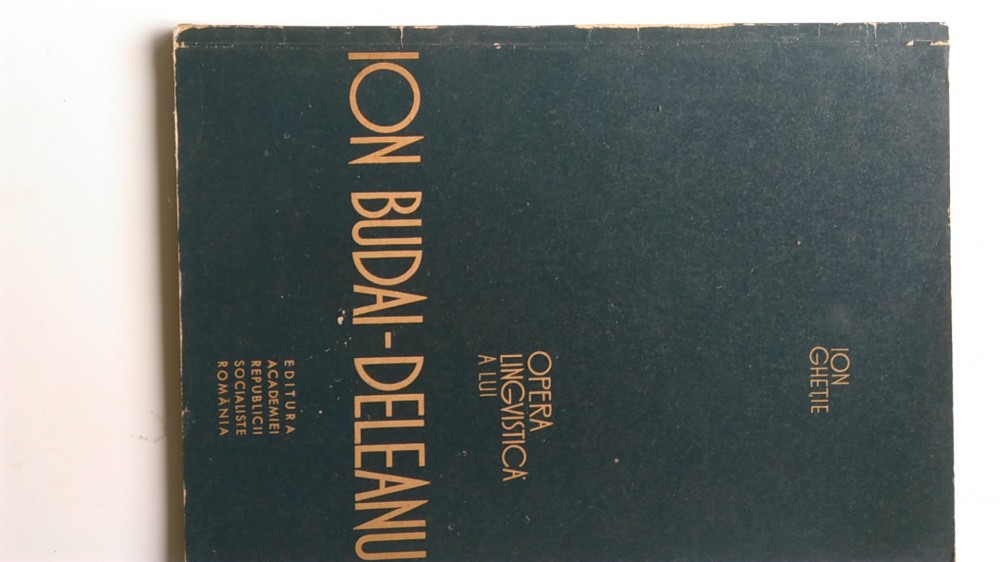 ION
GHEȚIE
OPERA
LINGVISTICĂ
A LUI
ION BUDAI-DELEANU
EDITURA
ACADEMIEI
REPUBLICII
SOCIALISTE
ROMÂNIA